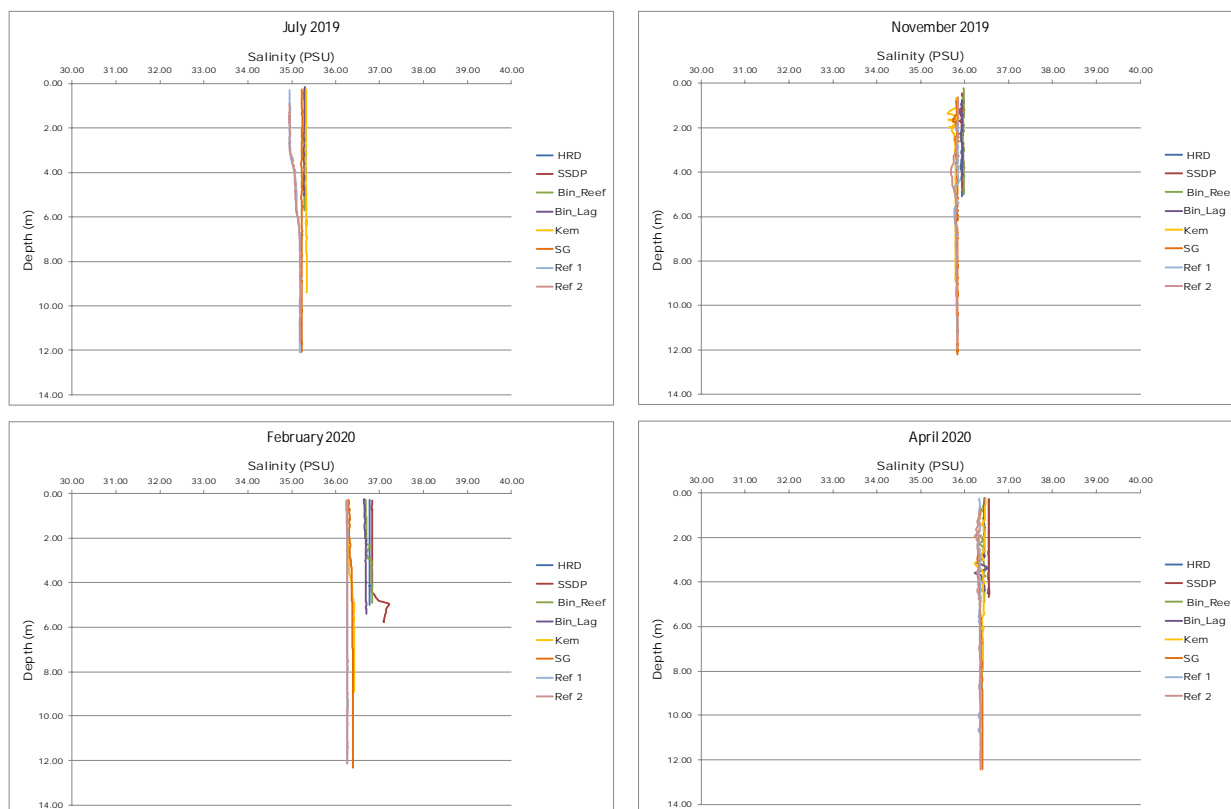 July 2019
Salinity (PSU)
30.00 31.00 32.00 33.00 34.00 35.00 36.00 37.00 38.00 39.00 40.00
0.00
2.00
4.00
6.00
8.00
10.00
12.00
14.00
Depth (m)
HRD
SSDP
Bin_Reef
Bin_Lag
Kem
SG
Ref 1
Ref 2
November 2019
Salinity (PSU)
30.00 31.00 32.00 33.00 34.00 35.00 36.00 37.00 38.00 39.00 40.00
0.00
2.00
4.00
6.00
8.00
10.00
12.00
14.00
Depth (m)
HRD
SSDP
Bin_Ree
Bin_Lag
Kem
SG
Ref 1
Ref 2
February 2020
Salinity (PSU)
30.00 31.00 32.00 33.00 34.00 35.00 36.00 37.00 38.00 39.00 40.00
0.00
2.00
4.00
6.00
8.00
10.00
12.00
14.00
Depth (m)
HRD
SSDP
Bin_Reef
Bin_Lag
Kem
SG
Ref 1
Ref 2
April 2020
Salinity (PSU)
30.00 31.00 32.00 33.00 34.00 35.00 36.00 37.00 38.00 39.00 40.00
0.00
2.00
4.00
6.00
8.00
10.00
12.00
14.00
Depth (m)
HRD
SSDP
Bin_Reef
Bin_Lag
Kem
SG
Ref 1
Ref 2